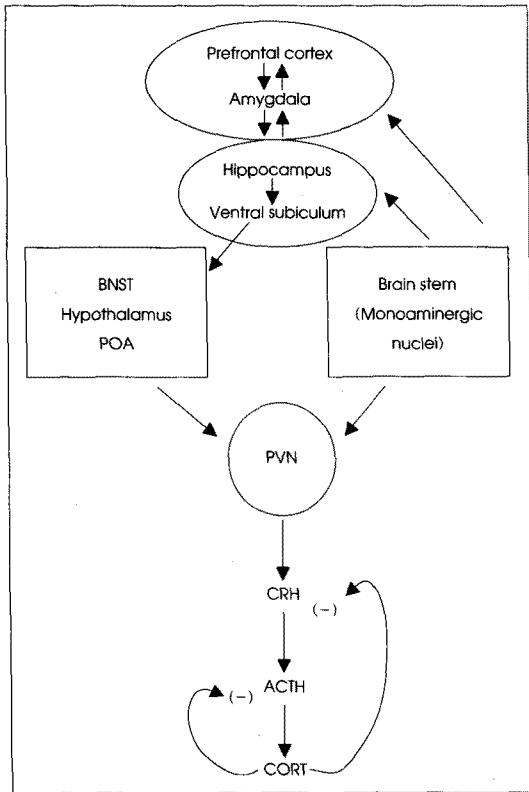 Prefrontal cortex
Amygdala
Hippocampus
Ventral subiculum
BNST
Hypothalamus
POA
Brain stem
(Monoaminergic
nuclei)
PVN
CRH
(-)
(-) ACTH
CORT